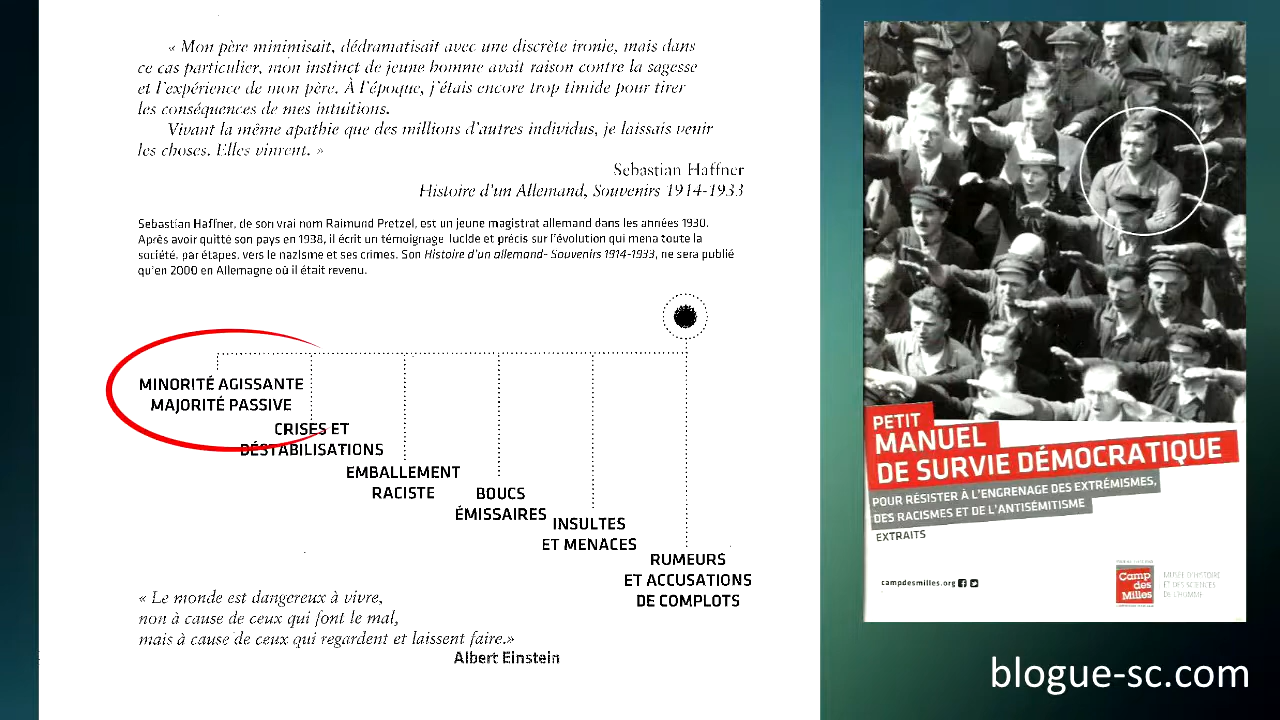 « Mon père minimisait, dédramatisait avec une discrète ironie, mais dans
ce cas particulier, mon instinct de jeune homme avait raison contre la sagesse
et l'expérience de mon père. À l'époque, j'étais encore trop timide pour tirer
les conséquences de mes intuitions.
Vivant la même apathie que des millions d'autres individus, je laissais venir
les choses. Elles vinrent. »
Sebastian Haffner
Histoire d'un Allemand, Souvenirs 1914-1933
Sebastian Haffner, de son vrai nom Raimund Pretzel, est un jeune magistrat allemand dans les années 1930.
Après avoir quitté son pays en 1938, il écrit un témoignage lucide et précis sur l'évolution qui mena toute la
société, par étapes, vers le nazisme et ses crimes. Son Histoire d'un allemand- Souvenirs 1914-1933, ne sera publié
qu'en 2000 en Allemagne où il était revenu.
MINORITÉ AGISSANTE
MAJORITÉ PASSIVE
CRISES ET
DÉSTABILISATIONS
EMBALLEMENT
RACISTE
BOUCS
ÉMISSAIRES
INSULTES
ET MENACES
RUMEURS
ET ACCUSATIONS
DE COMPLOTS
« Le monde est dangereux à vivre,
non à cause de ceux qui font le mal,
mais à cause de ceux qui regardent et laissent faire.»
Albert Einstein
PETIT
MANUEL
DE SURVIE DÉMOCRATIQUE
POUR RÉSISTER À L'ENGRENAGE DES EXTRÉMISMES,
DES RACISMES ET DE L'ANTISÉMITISME
EXTRAITS
campdesmilles.org
Camp
des
Milles
MUSÉE D'HISTOIRE
ET DES SCIENCES
DE L'HOMME
blogue-sc.com